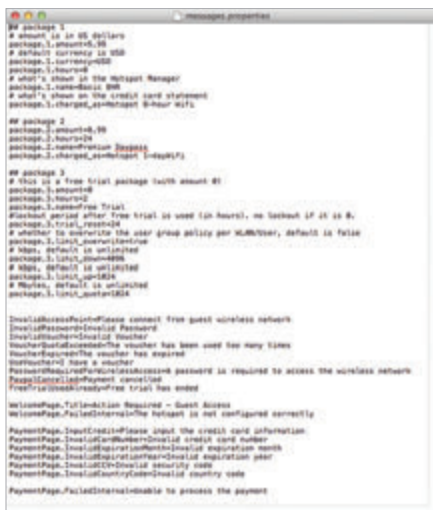 messages.properties
## package 1
# amount is in US dollars
package.1.amount=5.99
# default currency is USD
package.1.currency=USD
package.1.hours=8
# what's shown in the Hotspot Manager
package.1.name=Basic 8HR
# what's shown on the credit card statement
package.1.charged_as=Hotspot 8-hour WiFi
## package 2
package.2.amount=8.99
package.2.hours=24
package.2.name=Premium Daypass
package.2.charged_as=Hotspot 1-dayWiFi
## package 3
# This is a free trial package (with amount 0)
package.3.amount=0
package.3.hours=2
package.3.name=Free Trial
#lockout period after free trial is used (in hours). no lockout if it is 0.
package.3.trial_reset=24
# whether to overwrite the user group policy per WLAN/User, default is false
package.3.limit_overwrite=true
# kbps, default is unlimited
package.3.limit_down=4096
# kbps, default is unlimited
package.3.limit_up=1024
# MBytes, default is unlimited
package.3.limit_quota=1024
InvalidAccessPoint=Please connect from guest wireless network
InvalidPassword=Invalid Password
InvalidVoucher=Invalid Voucher
VoucherQuotaExceeded=The voucher has been used too many times
VoucherExpired=The voucher has expired
UseVoucher=I have a voucher
PasswordRequiredForWirelessAccess=A password is required to access the wireless network
PaypalCancelled=Payment cancelled
FreeTrialUsedAlready=Free trial has ended
WelcomePage.Title=Action Required - Guest Access
WelcomePage.FailedInternal=The hotspot is not configured correctly
PaymentPage.InputCredit=Please input the credit card information
PaymentPage.InvalidCardNumber=Invalid credit card number
PaymentPage.InvalidExpirationMonth=Invalid expiration month
PaymentPage.InvalidExpirationYear=Invalid expiration year
PaymentPage.InvalidCCV=Invalid security code
PaymentPage.InvalidCountryCode=Invalid country code
PaymentPage.FailedInternal=Unable to process the payment